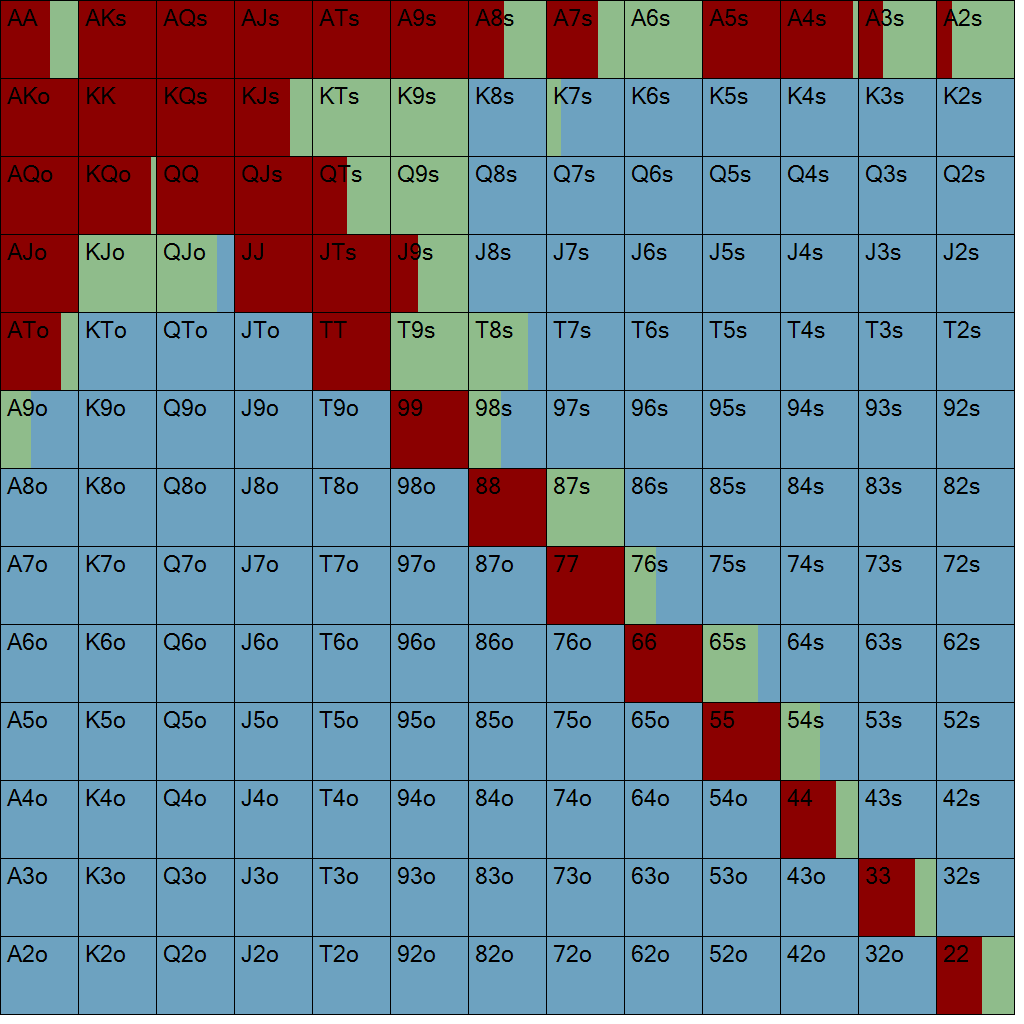 AA AKs AQs AJs ATs A9s A8s A7s A6s A5s A4s A3s A2s
AKo KK KQs KJs KTs K9s K8s K7s K6s K5s K4s K3s K2s
AQo KQo QQ QJs QTs Q9s Q8s Q7s Q6s Q5s Q4s Q3s Q2s
AJo KJo QJo JJ JTs J9s J8s J7s J6s J5s J4s J3s J2s
ATo KTo QTo JTo TT T9s T8s T7s T6s T5s T4s T3s T2s
A9o K9o Q9o J9o T9o 99 98s 97s 96s 95s 94s 93s 92s
A8o K8o Q8o J8o T8o 98o 88 87s 86s 85s 84s 83s 82s
A7o K7o Q7o J7o T7o 97o 87o 77 76s 75s 74s 73s 72s
A6o K6o Q6o J6o T6o 96o 86o 76o 66 65s 64s 63s 62s
A5o K5o Q5o J5o T5o 95o 85o 75o 65o 55 54s 53s 52s
A4o K4o Q4o J4o T4o 94o 84o 74o 64o 54o 44 43s 42s
A3o K3o Q3o J3o T3o 93o 83o 73o 63o 53o 43o 33 32s
A2o K2o Q2o J2o T2o 92o 82o 72o 62o 52o 42o 32o 22